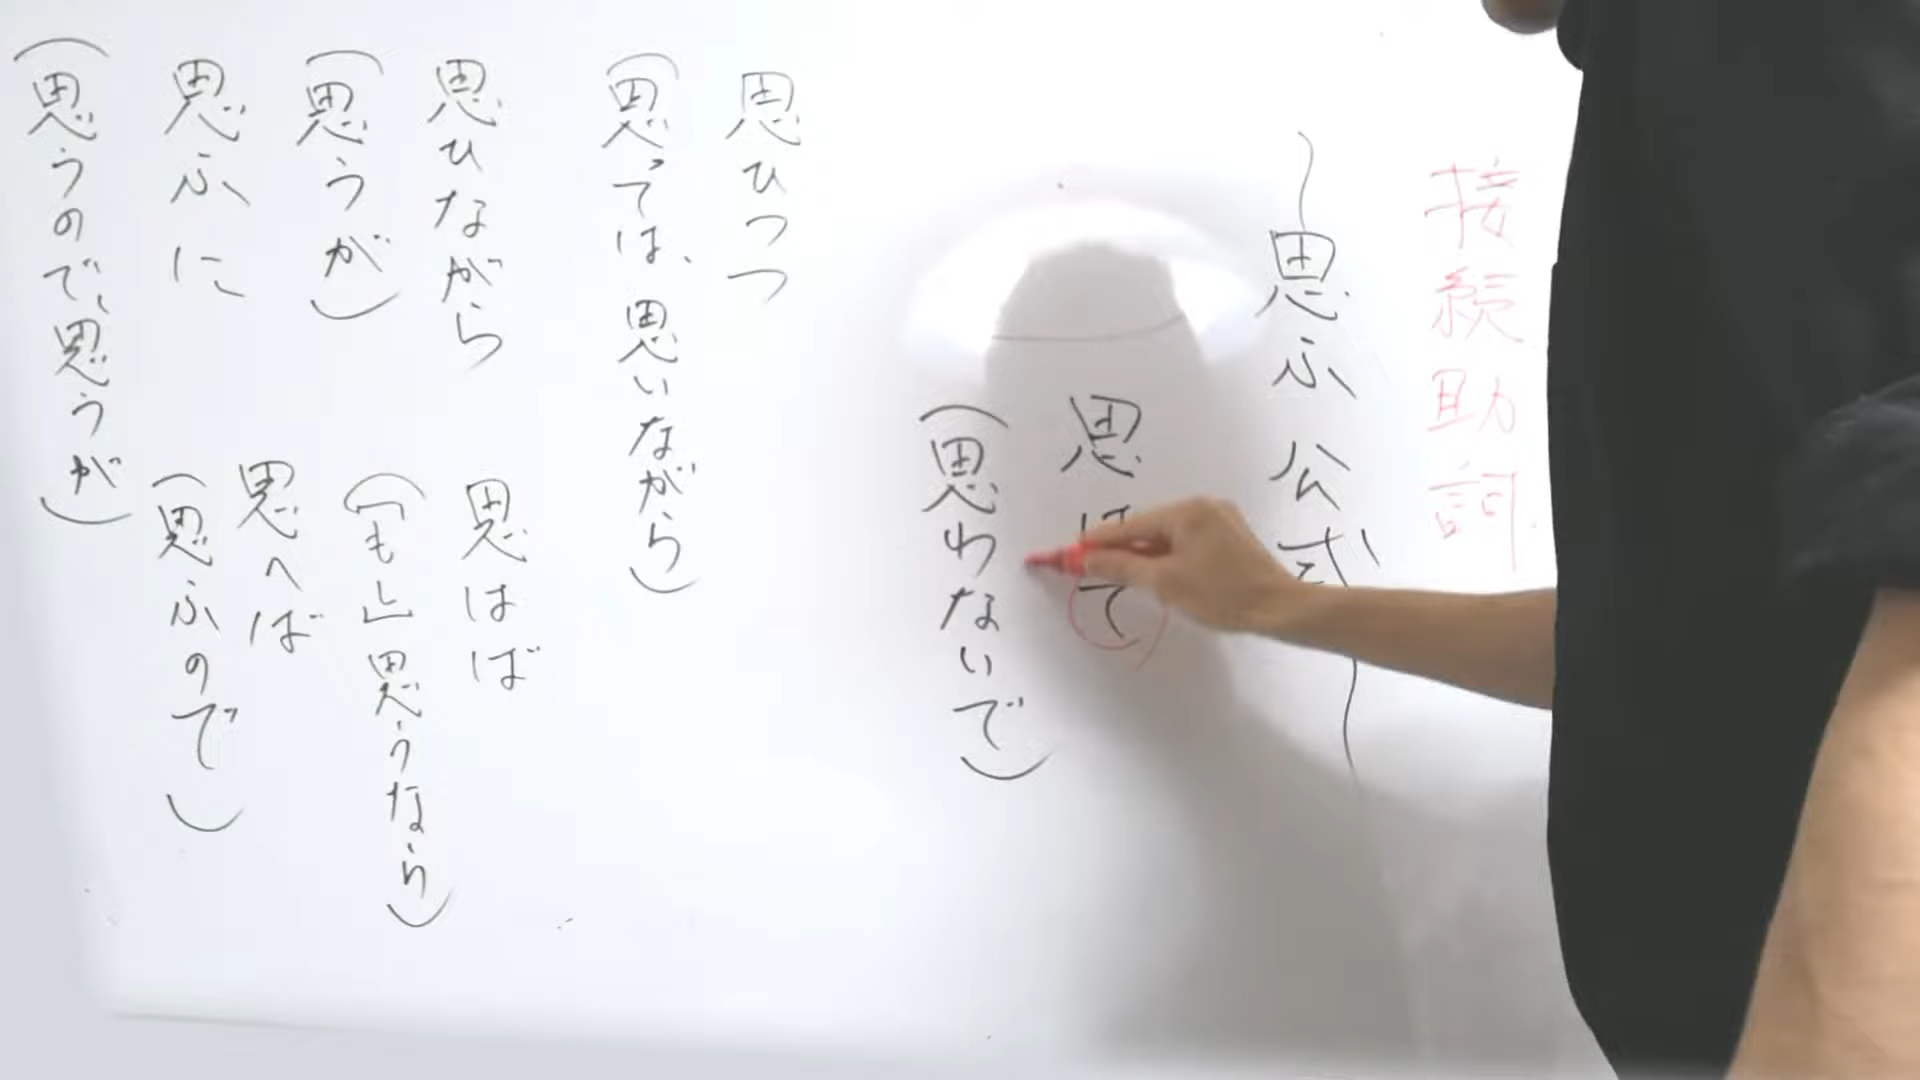 接続助詞
〜思ふ公式〜
思はで
(思わないで)
思ひつつ
(思っては、思いながら)
思ひながら
(思うが)
思ふに
(思うので、思うが)
思はば
(「もし」思うなら)
思へば
(思ふので)